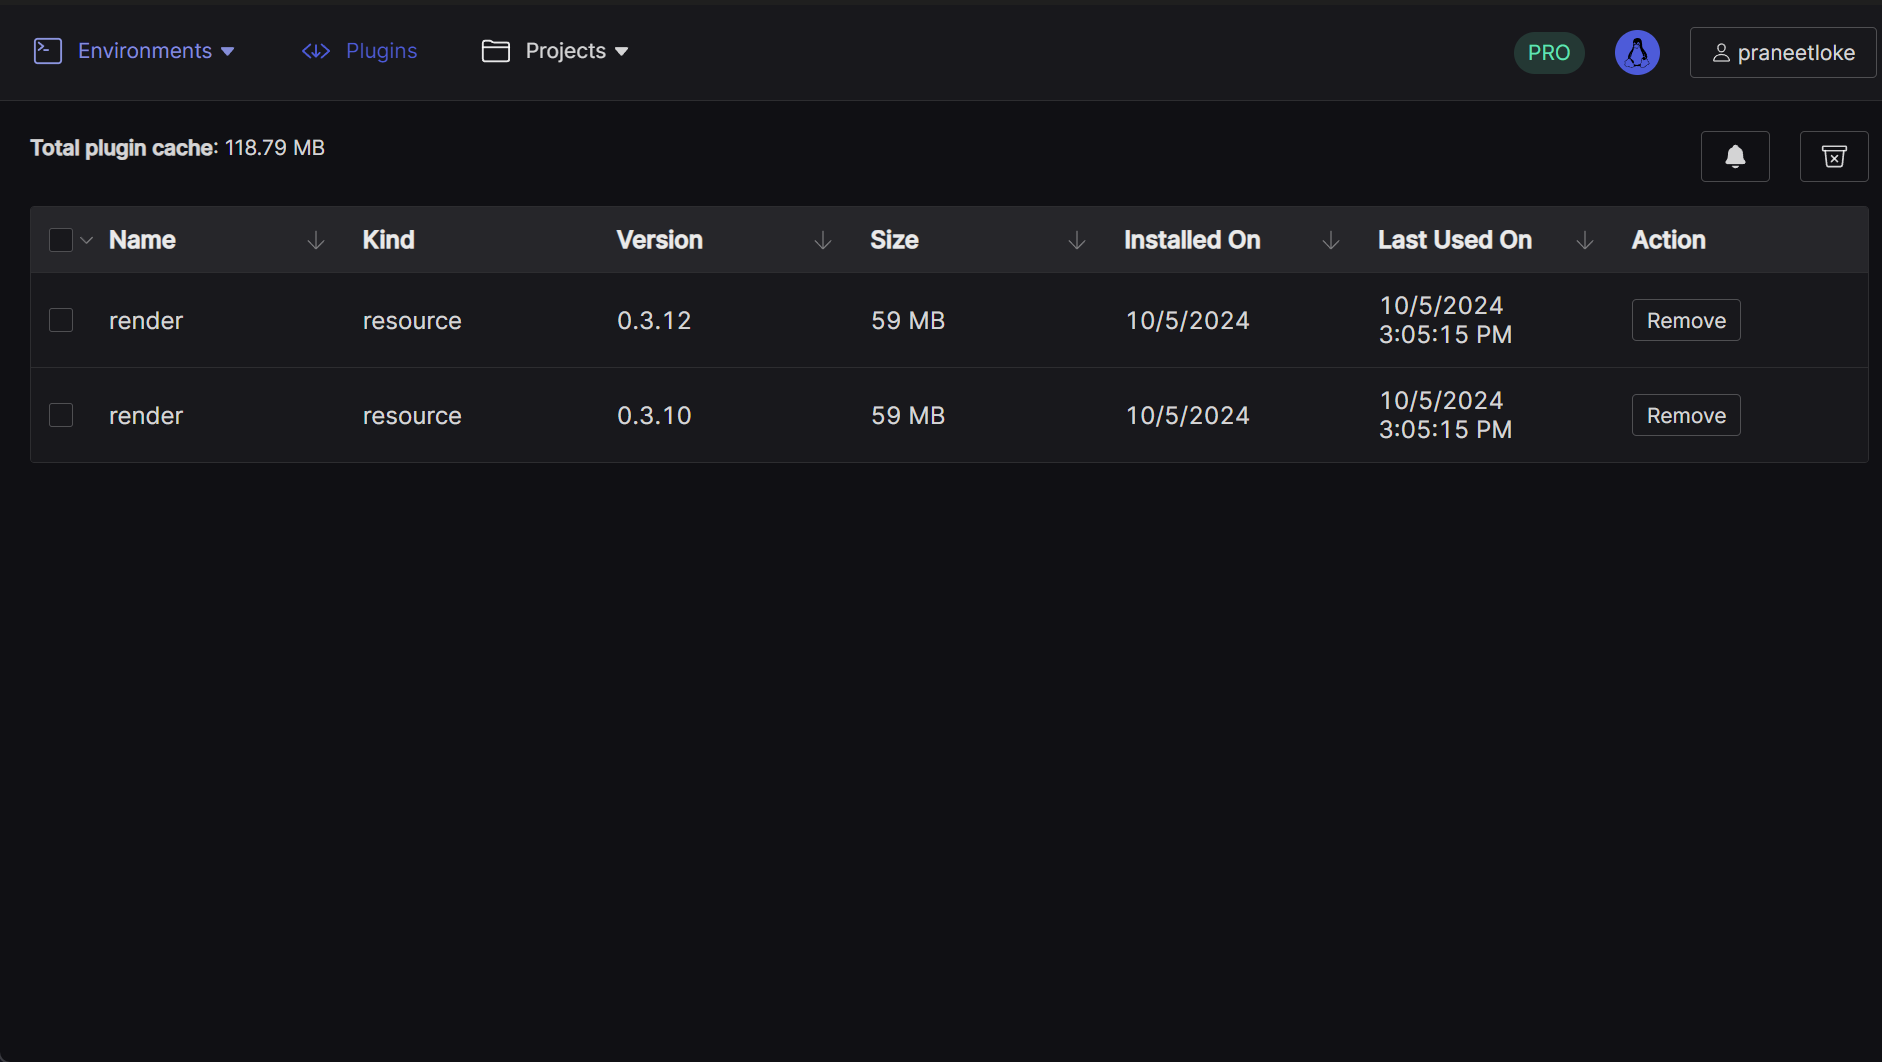 Environments Plugins Projects PRO praneetloke
Total plugin cache: 118.79 MB
Name Kind Version Size Installed On Last Used On Action
render resource 0.3.12 59 MB 10/5/2024 10/5/2024 3:05:15 PM Remove
render resource 0.3.10 59 MB 10/5/2024 10/5/2024 3:05:15 PM Remove